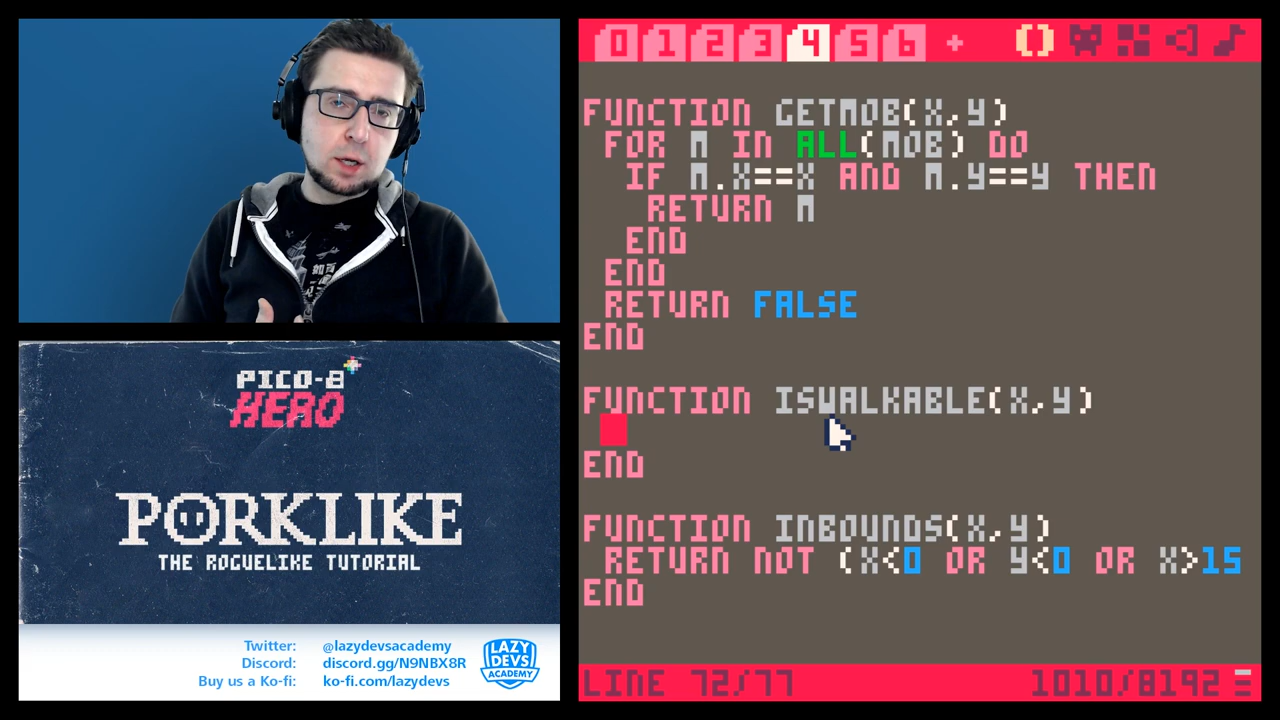 PICO-8
HERO
PORKLIKE
THE ROGUELIKE TUTORIAL
Twitter: @lazydevsacademy
Discord: discord.gg/N9NBX8R
Buy us a Ko-fi: ko-fi.com/lazydevs
LAZY
DEVS
ACADEMY
0 1 2 3 4 5 6 +
FUNCTION GETMOB(X,Y)
FOR M IN ALL(MOB) DO
IF M.X==X AND M.Y==Y THEN
RETURN M
END
END
RETURN FALSE
END
FUNCTION ISWALKABLE(X,Y)
END
FUNCTION INBOUNDS(X,Y)
RETURN NOT (X<0 OR Y<0 OR X>15
END
LINE 72/77 1010/8192